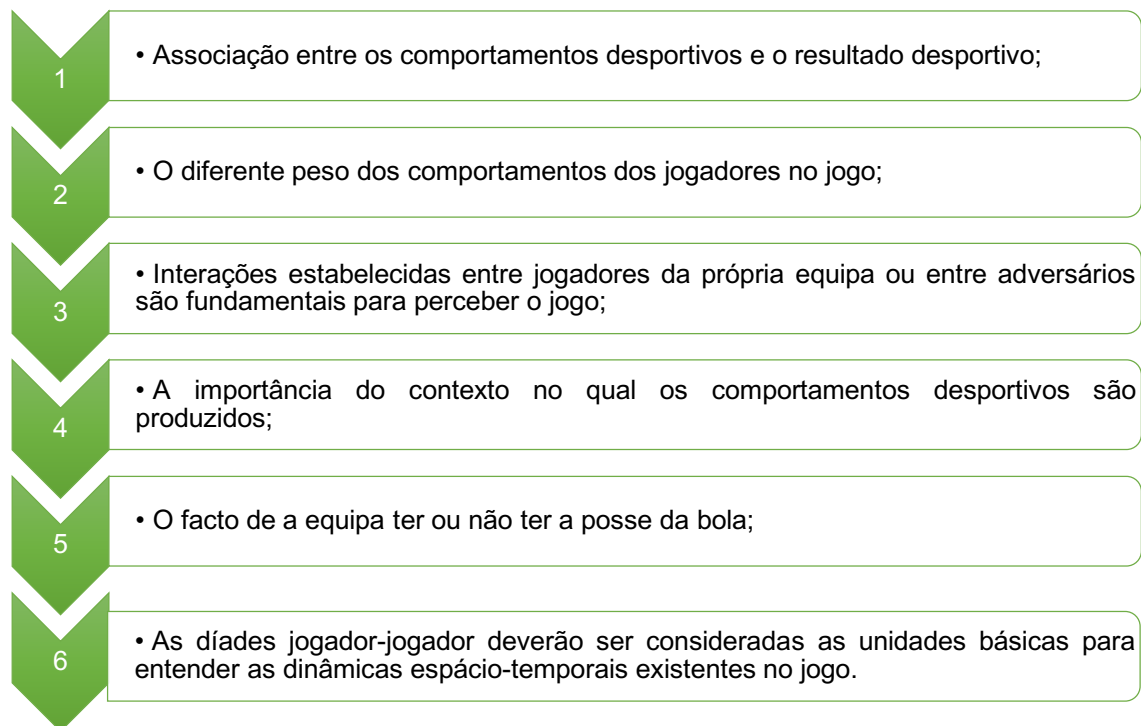 1
• Associação entre os comportamentos desportivos e o resultado desportivo;
2
• O diferente peso dos comportamentos dos jogadores no jogo;
3
• Interações estabelecidas entre jogadores da própria equipa ou entre adversários
são fundamentais para perceber o jogo;
4
• A importância do contexto no qual os comportamentos desportivos são
produzidos;
5
• O facto de a equipa ter ou não ter a posse da bola;
6
• As díades jogador-jogador deverão ser consideradas as unidades básicas para
entender as dinâmicas espácio-temporais existentes no jogo.